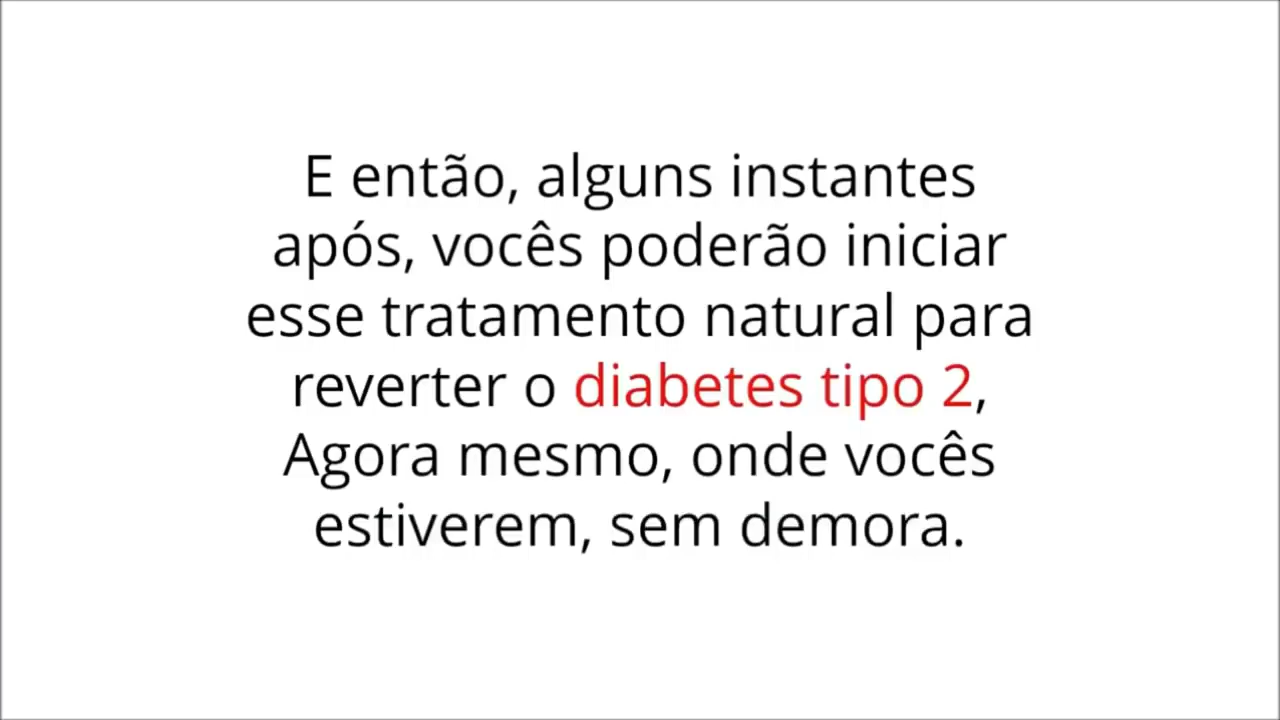 E então, alguns instantes
após, vocês poderão iniciar
esse tratamento natural para
reverter o diabetes tipo 2,
Agora mesmo, onde vocês
estiverem, sem demora.